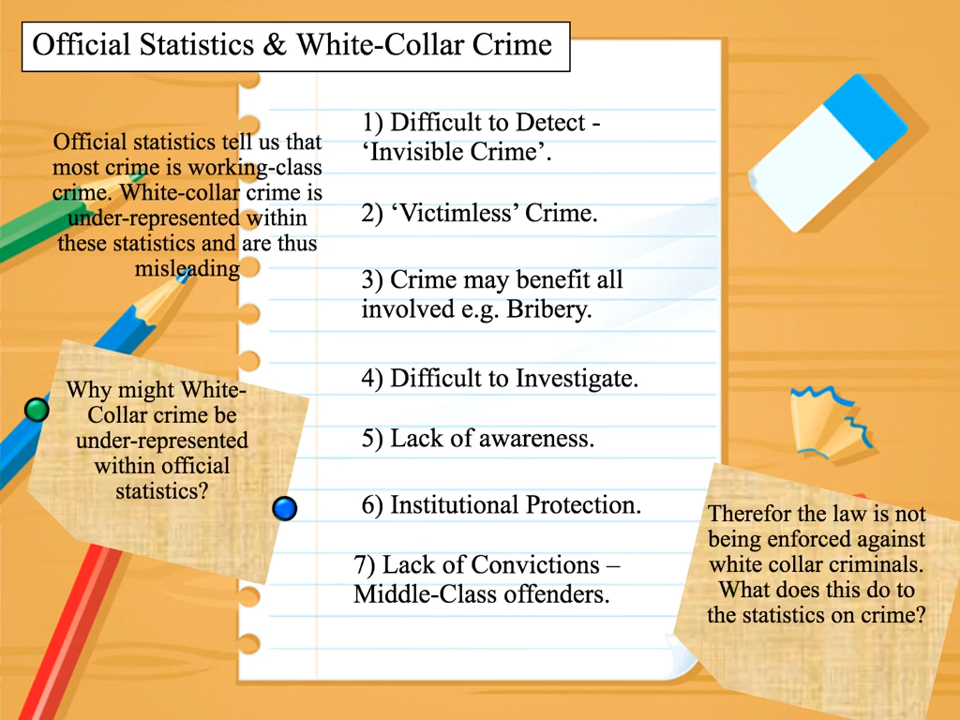 Official Statistics & White-Collar Crime
Official statistics tell us that
most crime is working-class
crime. White-collar crime is
under-represented within
these statistics and are thus
misleading
Why might White-
Collar crime be
under-represented
within official
statistics?
1) Difficult to Detect -
‘Invisible Crime’.
2) ‘Victimless’ Crime.
3) Crime may benefit all
involved e.g. Bribery.
4) Difficult to Investigate.
5) Lack of awareness.
6) Institutional Protection.
7) Lack of Convictions –
Middle-Class offenders.
Therefor the law is not
being enforced against
white collar criminals.
What does this do to
the statistics on crime?